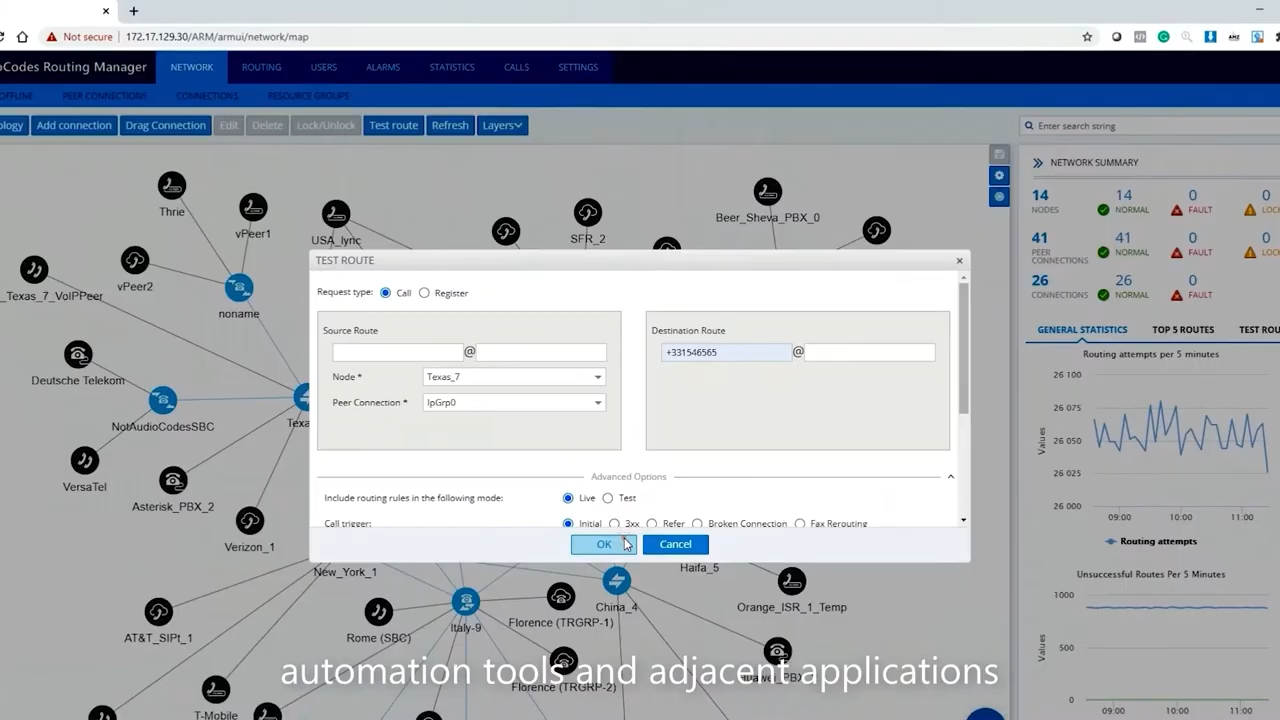 Not secure
172.17.129.30/ARM/armui/network/map
oCodes Routing Manager
NETWORK
ROUTING
USERS
ALARMS
STATISTICS
CALLS
SETTINGS
OFFLINE
PEER CONNECTIONS
CONNECTIONS
RESOURCE GROUPS
ology
Add connection
Drag Connection
Edit
Delete
Lock/Unlock
Test route
Refresh
Layers
Enter search string
Thrie
vPeer1
USA_lync
SFR_2
Beer_Sheva_PBX_0
vPeer2
_Texas_7_VoIPPeer
noname
Deutsche Telekom
NotAudioCodesSBC
Texa
VersaTel
Asterisk_PBX_2
Verizon_1
New_York_1
AT&T_SIPt_1
Rome (SBC)
Italy-9
Florence (TRGRP-1)
Florence (TRGRP-2)
China_4
Haifa_5
Orange_ISR_1_Temp
T-Mobile
TEST ROUTE
Request type:
Call
Register
Source Route
@
Node *
Texas_7
Peer Connection *
IpGrp0
Destination Route
+331546565
@
Advanced Options
Include routing rules in the following mode:
Live
Test
Call trigger:
Initial
3xx
Refer
Broken Connection
Fax Rerouting
OK
Cancel
NETWORK SUMMARY
14
NODES
14
NORMAL
0
FAULT
0
LOC
41
PEER
CONNECTIONS
41
NORMAL
0
FAULT
0
LOC
26
CONNECTIONS
26
NORMAL
0
FAULT
GENERAL STATISTICS
TOP 5 ROUTES
TEST ROU
Routing attempts per 5 minutes
Values
26 100
26 075
26 050
26 025
26 000
09:00
10:00
11:00
Routing attempts
Unsuccessful Routes Per 5 Minutes
Values
1000
500
0
09:00
10:00
11:00
automation tools and adjacent applications